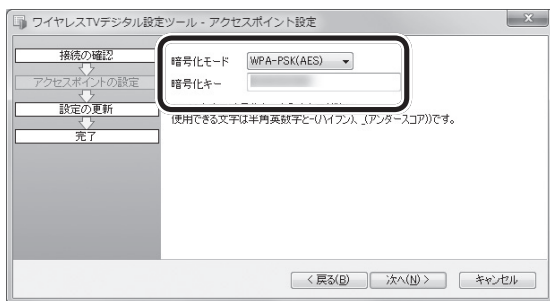 ワイヤレスTVデジタル設定ツール - アクセスポイント設定
接続の確認
アクセスポイントの設定
設定の更新
完了
暗号化モード WPA-PSK(AES)
暗号化キー
使用できる文字は半角英数字と-(ハイフン)、_(アンダースコア))です。
< 戻る(B)
次へ(N) >
キャンセル